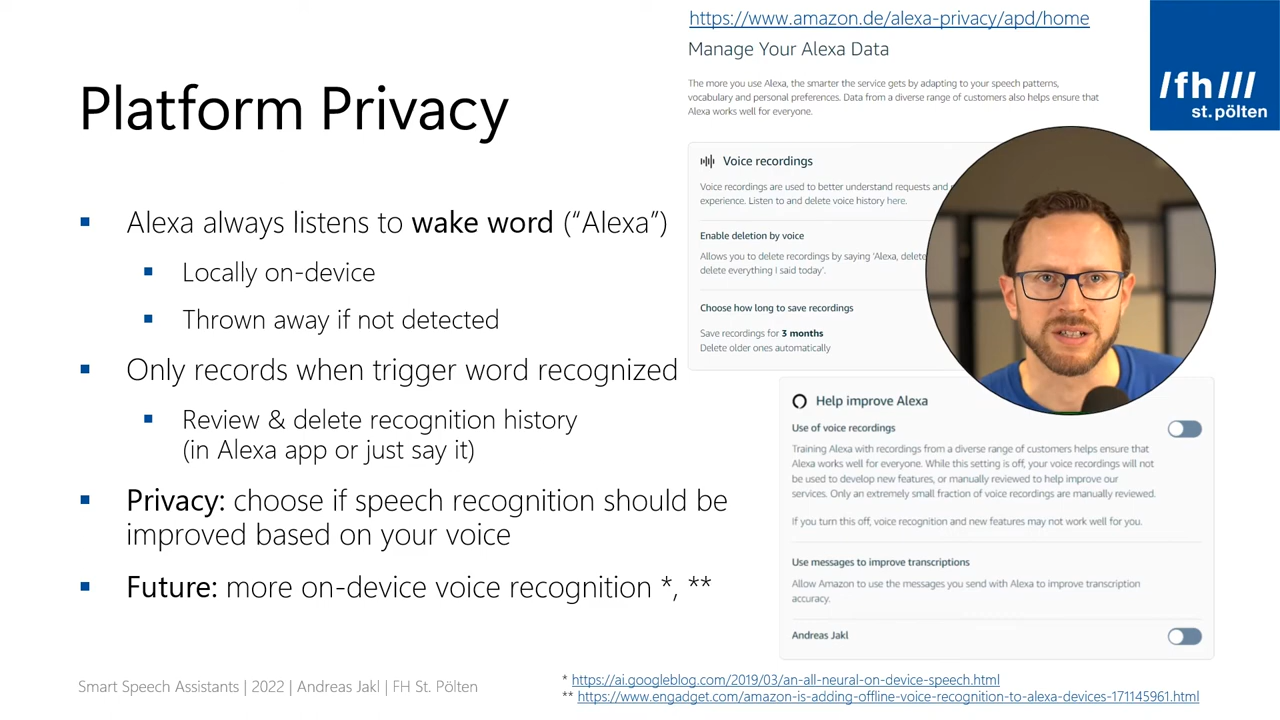 https://www.amazon.de/alexa-privacy/apd/home
Manage Your Alexa Data
The more you use Alexa, the smarter the service gets by adapting to your speech patterns,
vocabulary and personal preferences. Data from a diverse range of customers also helps ensure that
Alexa works well for everyone.
/fh///
st.pölten
Platform Privacy
▪ Alexa always listens to wake word (“Alexa”)
▪ Locally on-device
▪ Thrown away if not detected
▪ Only records when trigger word recognized
▪ Review & delete recognition history
(in Alexa app or just say it)
▪ Privacy: choose if speech recognition should be
improved based on your voice
▪ Future: more on-device voice recognition *, **
Voice recordings
Voice recordings are used to better understand requests and
experience. Listen to and delete voice history here.
Enable deletion by voice
Allows you to delete recordings by saying 'Alexa, delete
delete everything I said today'.
Choose how long to save recordings
Save recordings for 3 months
Delete older ones automatically
Help improve Alexa
Use of voice recordings
Training Alexa with recordings from a diverse range of customers helps ensure that
Alexa works well for everyone. While this setting is off, your voice recordings will not
be used to develop new features, or manually reviewed to help improve our
services. Only an extremely small fraction of voice recordings are manually reviewed.
If you turn this off, voice recognition and new features may not work well for you.
Use messages to improve transcriptions
Allow Amazon to use the messages you send with Alexa to improve transcription
accuracy.
Andreas Jakl
Smart Speech Assistants | 2022 | Andreas Jakl | FH St. Pölten
* https://ai.googleblog.com/2019/03/an-all-neural-on-device-speech.html
** https://www.engadget.com/amazon-is-adding-offline-voice-recognition-to-alexa-devices-171145961.html